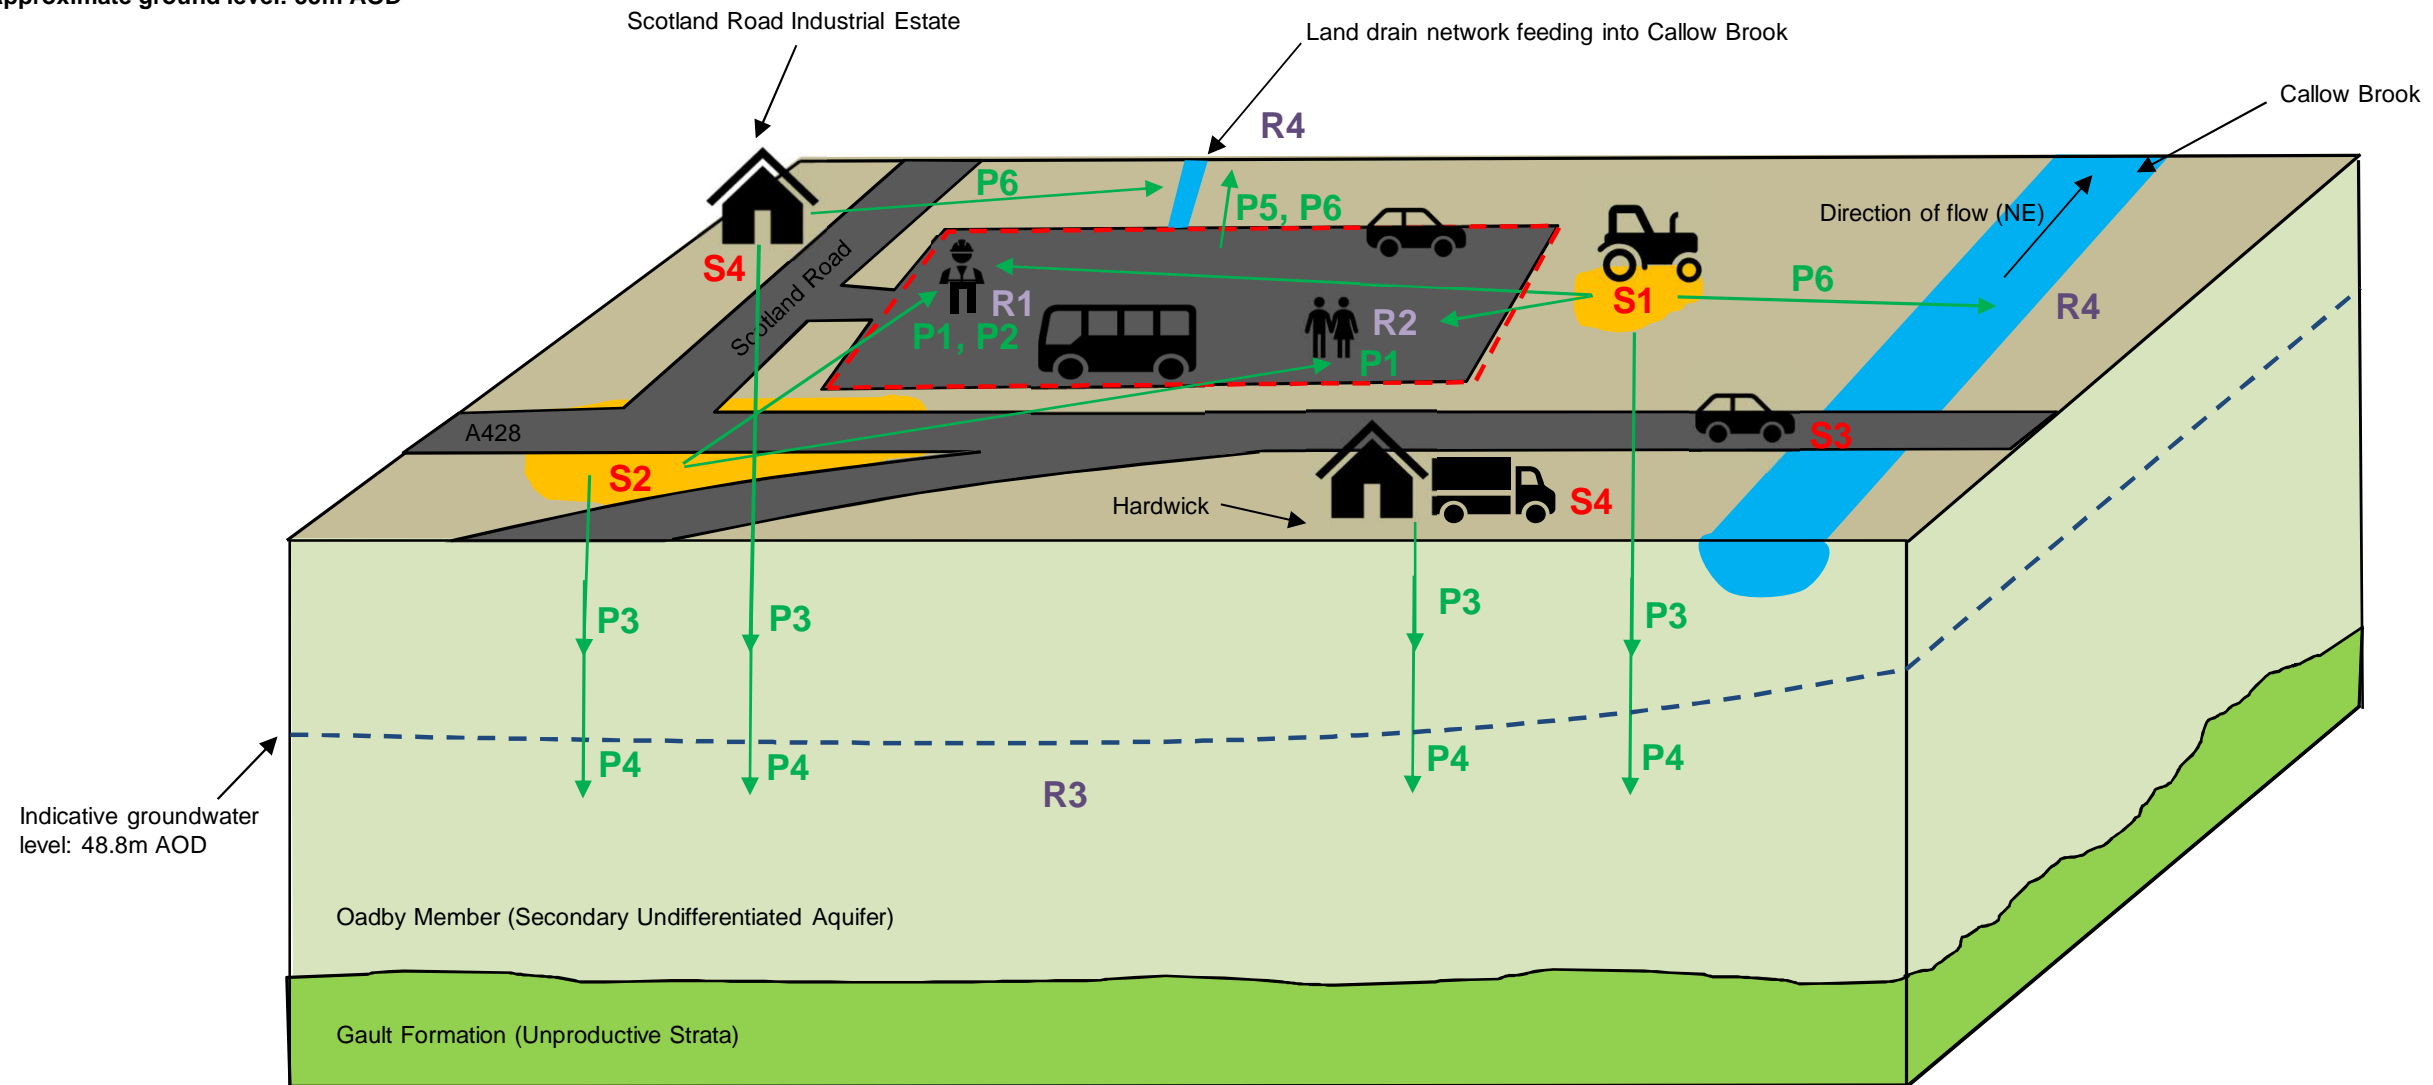 Scotland Road Industrial Estate
Land drain network feeding into Callow Brook
Callow Brook
R4
P6
P5, P6
Direction of flow (NE)
S4
Scotland Road
R1
P1, P2
R2
P1
S1
P6
R4
A428
S3
S2
Hardwick
S4
P3
P3
P3
P3
P4
P4
P4
P4
R3
Indicative groundwater
level: 48.8m AOD
Oadby Member (Secondary Undifferentiated Aquifer)
Gault Formation (Unproductive Strata)